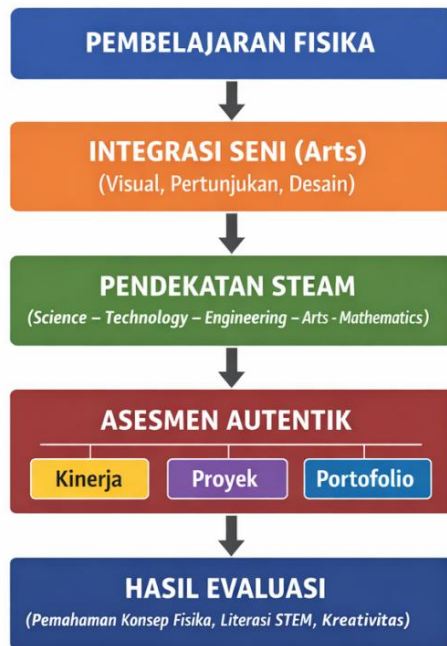 PEMBELAJARAN FISIKA
INTEGRASI SENI (Arts)
(Visual, Pertunjukan, Desain)
PENDEKATAN STEAM
(Science – Technology – Engineering – Arts - Mathematics)
ASESMEN AUTENTIK
Kinerja
Proyek
Portofolio
HASIL EVALUASI
(Pemahaman Konsep Fisika, Literasi STEM, Kreativitas)